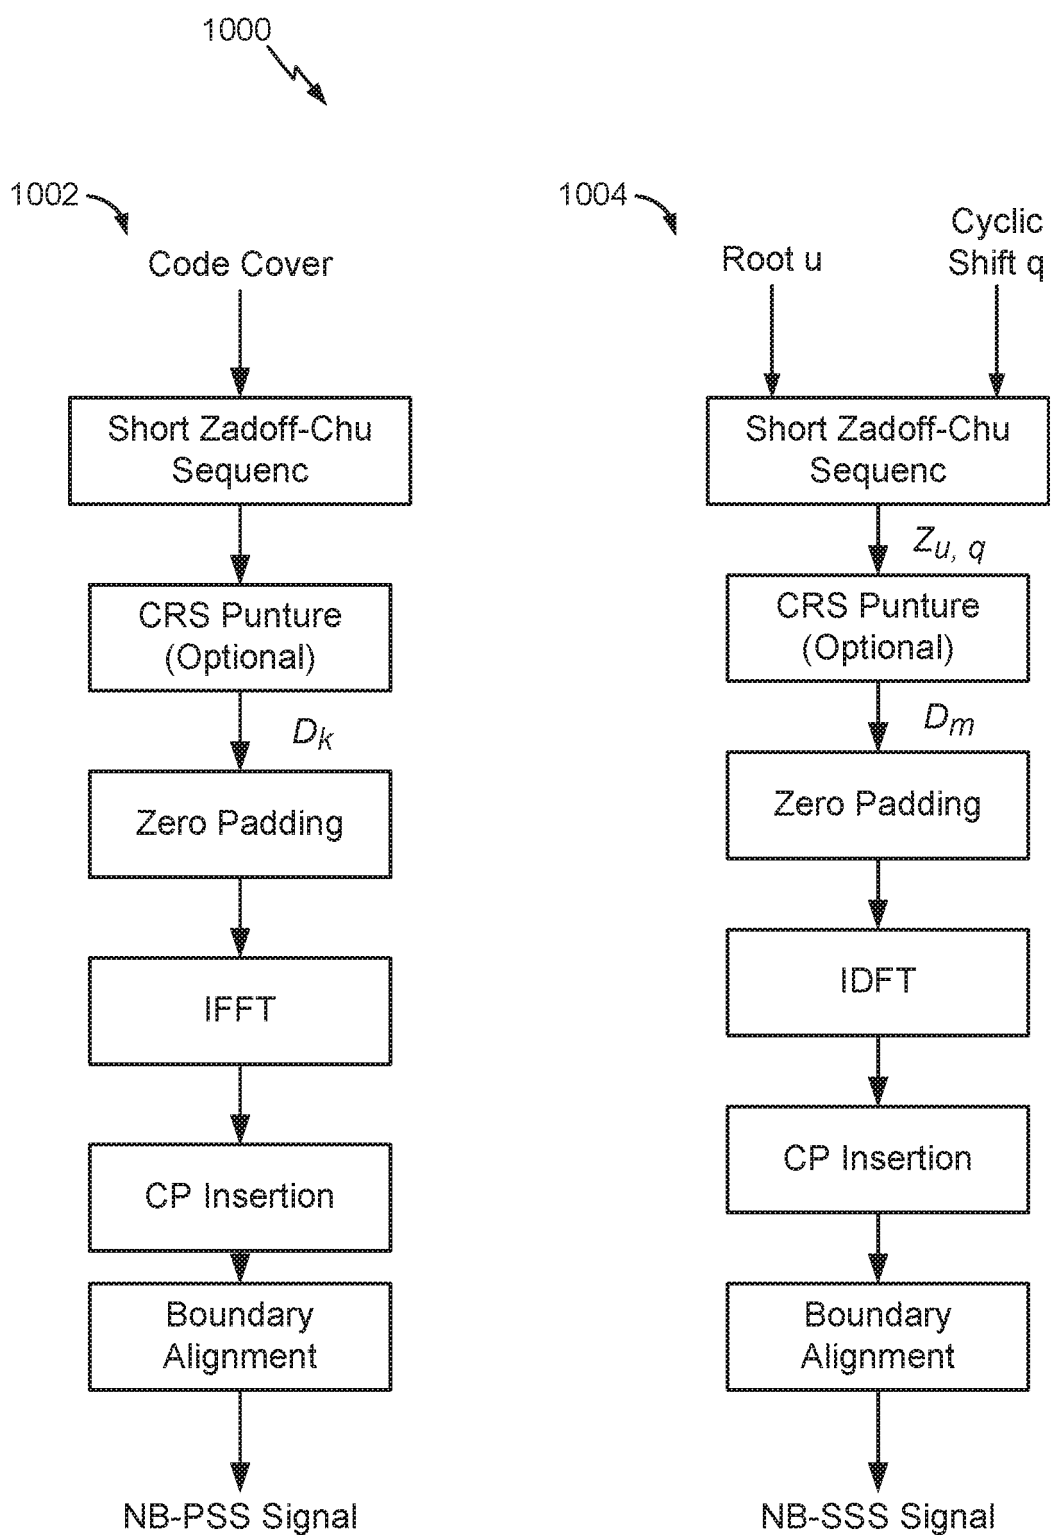 1000
1002
Code Cover
Short Zadoff-Chu
Sequenc
CRS Punture
(Optional)
Dk
Zero Padding
IFFT
CP Insertion
Boundary
Alignment
NB-PSS Signal
1004
Root u
Cyclic
Shift q
Short Zadoff-Chu
Sequenc
Zu, q
CRS Punture
(Optional)
Dm
Zero Padding
IDFT
CP Insertion
Boundary
Alignment
NB-SSS Signal